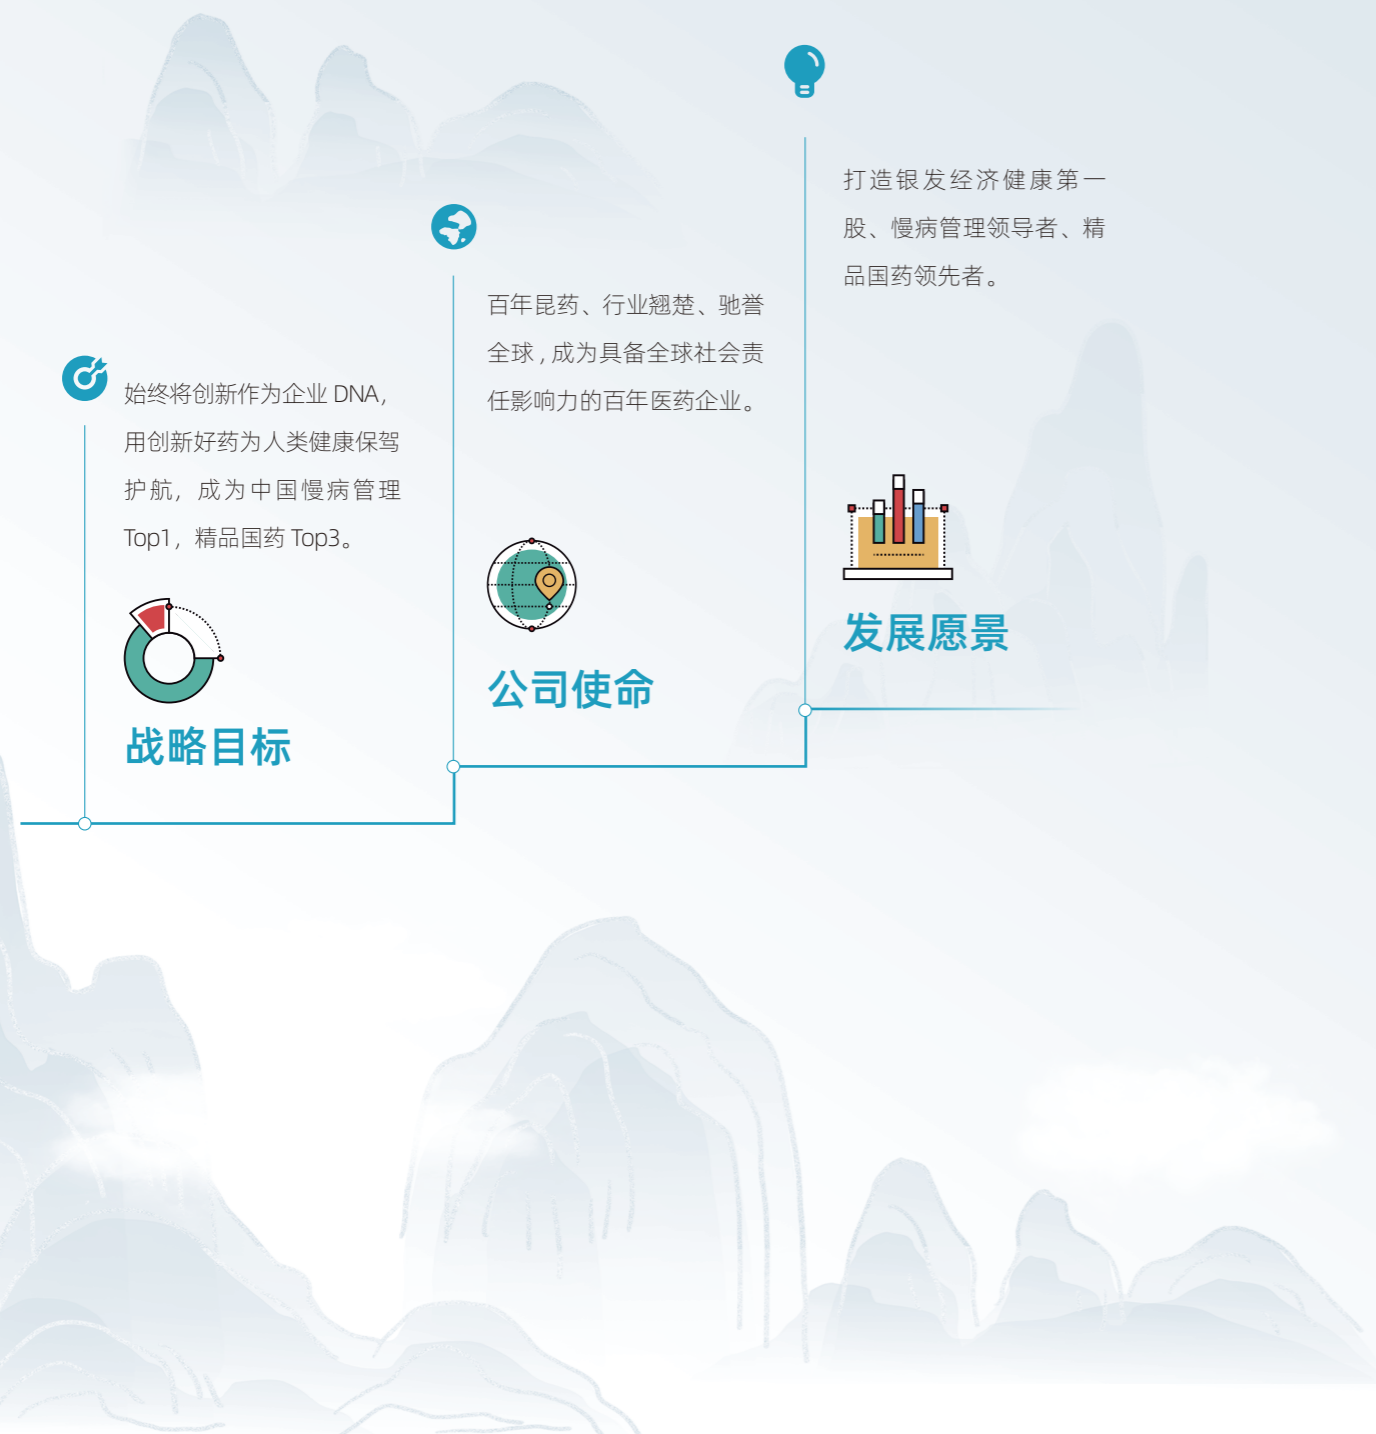 始终将创新作为企业 DNA，
用创新好药为人类健康保驾
护航，成为中国慢病管理
Top1，精品国药 Top3。
战略目标
百年昆药、行业翘楚、驰誉
全球，成为具备全球社会责
任影响力的百年医药企业。
公司使命
打造银发经济健康第一
股、慢病管理领导者、精
品国药领先者。
发展愿景